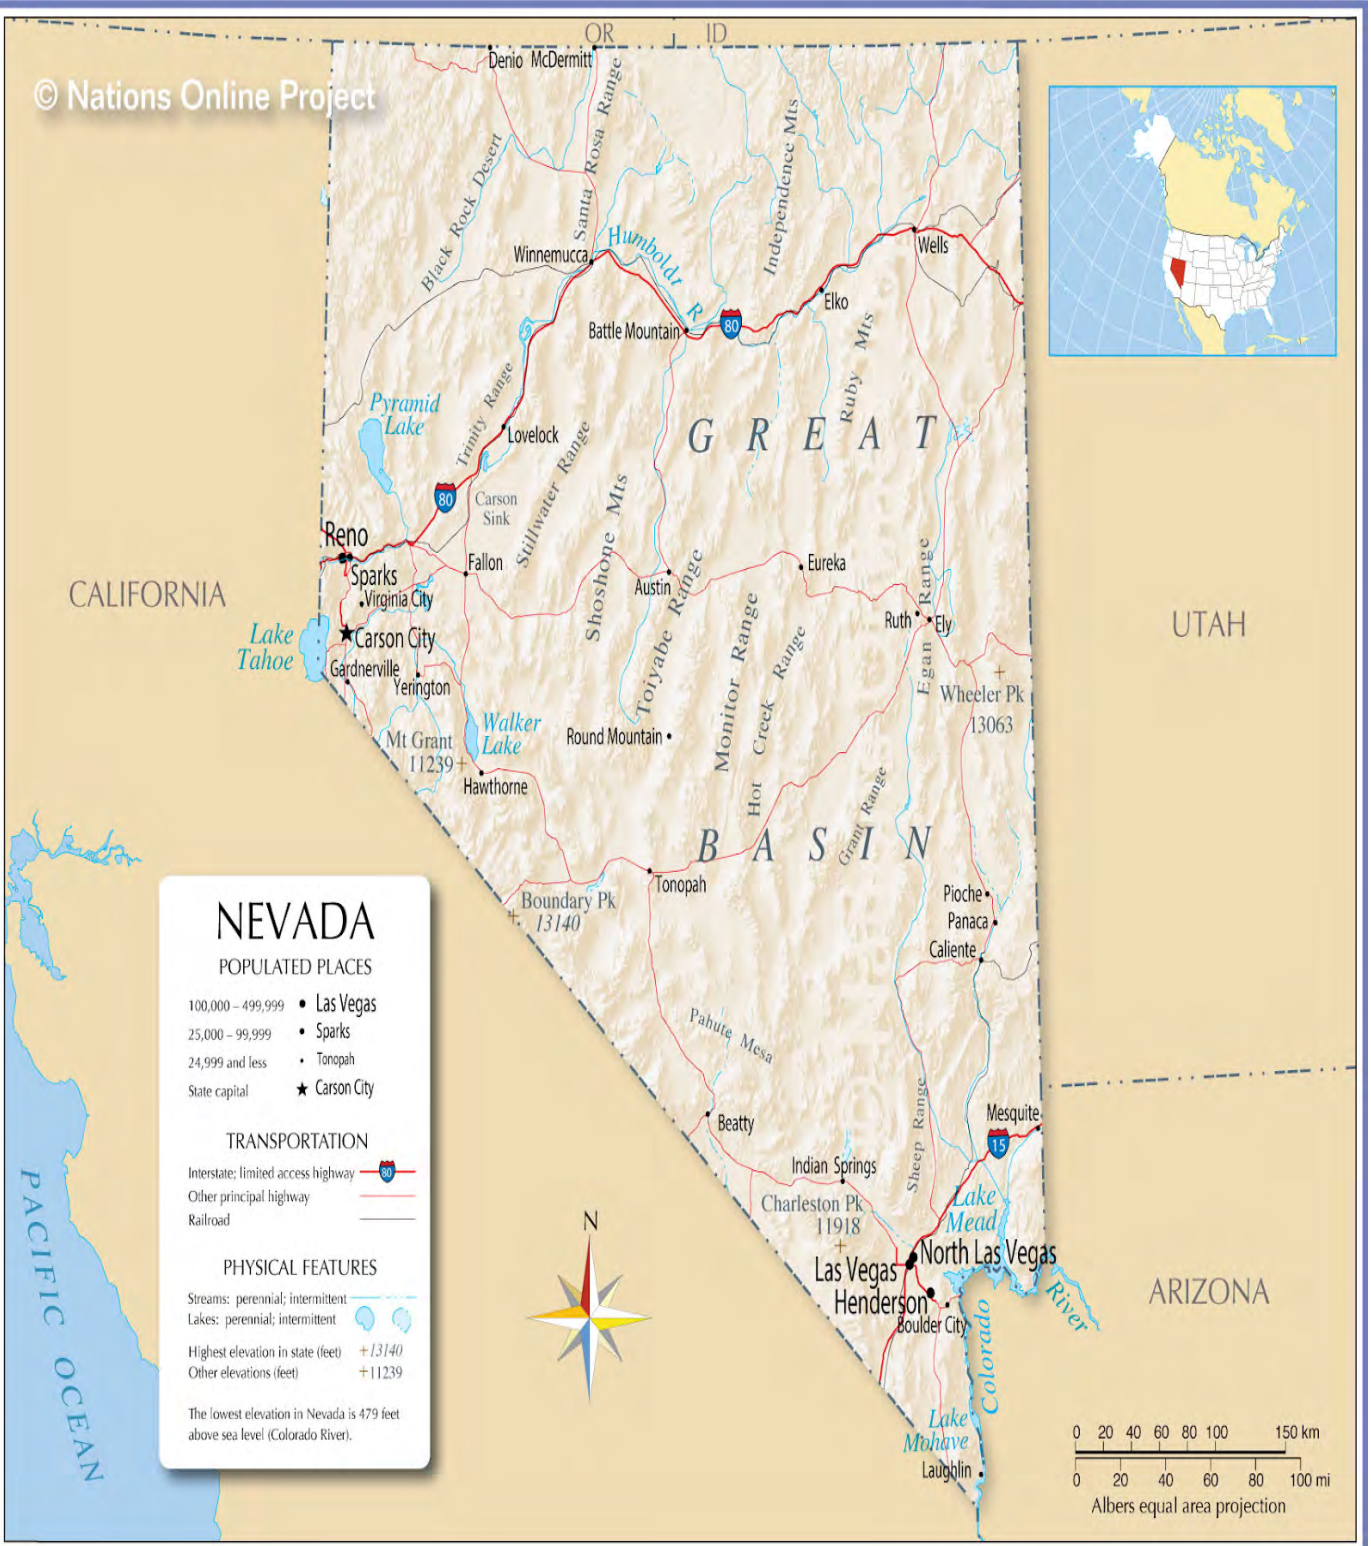 OR
ID
© Nations Online Project
Denio
McDermitt
Santa Rosa Range
Independence Mts
Black Rock Desert
Humboldt R
Winnemucca
Wells
Elko
80
Battle Mountain
Ruby Mts
Trinity Range
Pyramid
Lake
Lovelock
GREAT
80
Carson
Sink
Stillwater Range
Shoshone Mts
Reno
Sparks
Fallon
Austin
Eureka
Virginia City
CALIFORNIA
UTAH
Toiyabe Range
Monitor Range
Hot Creek Range
Egan Range
Ruth
Ely
Lake
Tahoe
Carson City
Gardnerville
Yerington
Wheeler Pk
13063
Walker
Lake
Mt Grant
11239
Round Mountain
Hawthorne
Grant Range
BASIN
Tonopah
Boundary Pk
13140
Pioche
Panaca
Caliente
Pahute Mesa
Beatty
Sheep Range
Mesquite
15
Indian Springs
Charleston Pk
11918
Lake
Mead
North Las Vegas
Las Vegas
Henderson
Boulder City
Colorado
River
ARIZONA
Lake
Mohave
Laughlin
PACIFIC OCEAN
N
NEVADA
POPULATED PLACES
100,000 – 499,999 Las Vegas
25,000 – 99,999 Sparks
24,999 and less Tonopah
State capital Carson City
TRANSPORTATION
Interstate; limited access highway 80
Other principal highway
Railroad
PHYSICAL FEATURES
Streams: perennial; intermittent
Lakes: perennial; intermittent
Highest elevation in state (feet) +13140
Other elevations (feet) +11239
The lowest elevation in Nevada is 479 feet
above sea level (Colorado River).
0 20 40 60 80 100 150 km
0 20 40 60 80 100 mi
Albers equal area projection